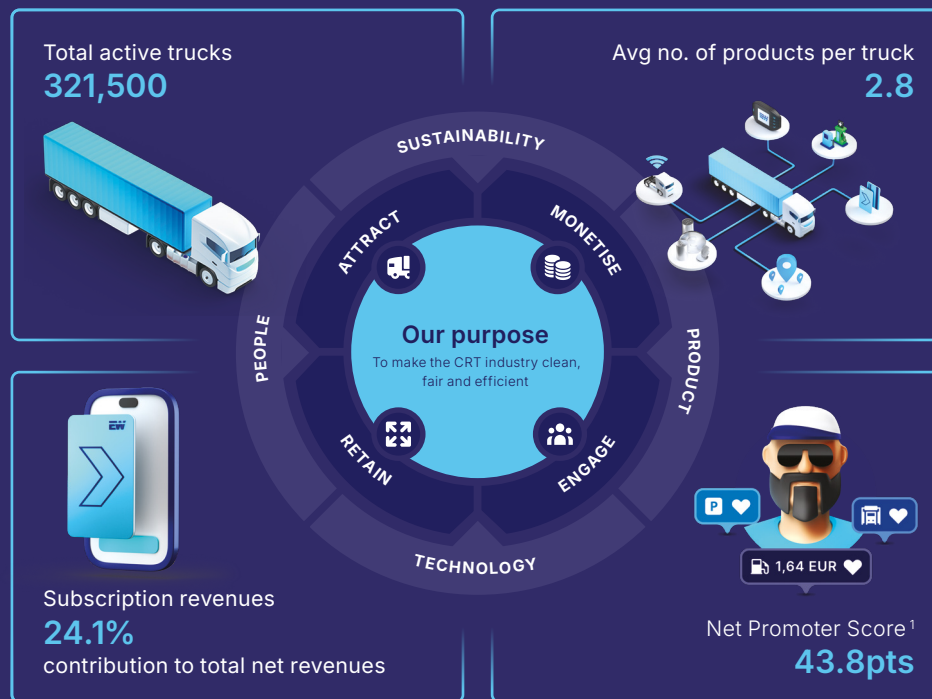 Total active trucks
321,500
Avg no. of products per truck
2.8
SUSTAINABILITY
ATTRACT
MONETISE
PEOPLE
PRODUCT
Our purpose
To make the CRT industry clean,
fair and efficient
RETAIN
ENGAGE
TECHNOLOGY
EW
Subscription revenues
24.1%
contribution to total net revenues
P
1,64 EUR
Net Promoter Score¹
43.8pts